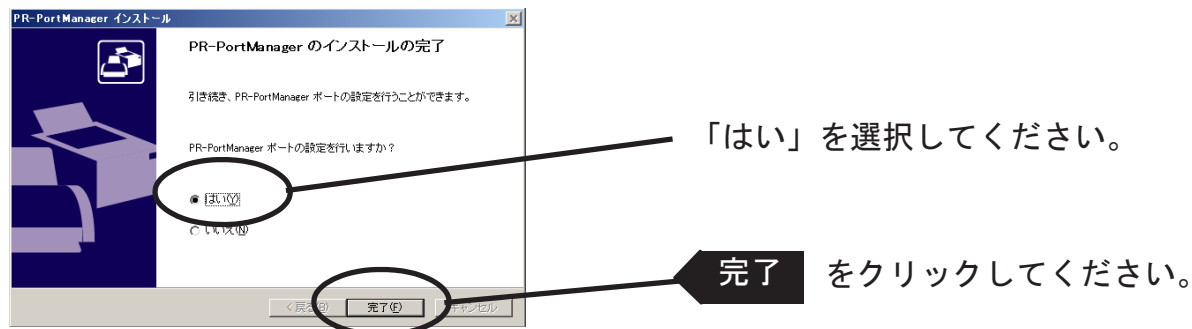 PR-PortManager インストール
PR-PortManager のインストールの完了
引き続き、PR-PortManager ポートの設定を行うことができます。
PR-PortManager ポートの設定を行いますか？
はい(Y)
いいえ(N)
< 戻る(B)
完了(F)
キャンセル
「はい」を選択してください。
完了 をクリックしてください。